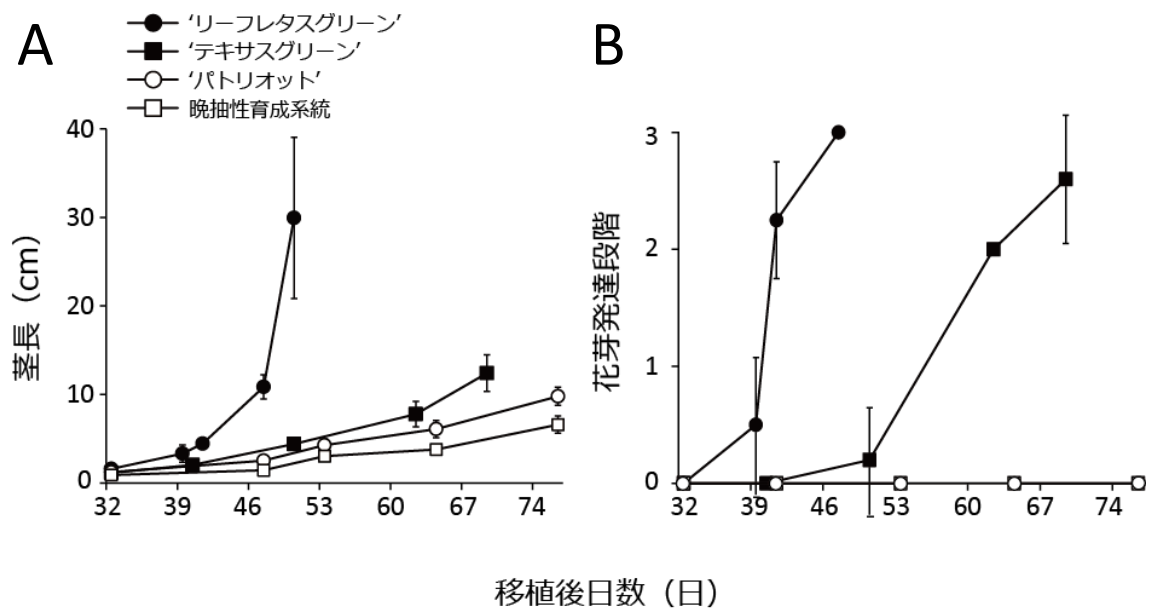 A
‘リーフレタスグリーン’
‘テキサスグリーン’
‘パトリオット’
晩抽性育成系統
茎長（cm）
40
30
20
10
0
32 39 46 53 60 67 74
B
花芽発達段階
3
2
1
0
32 39 46 53 60 67 74
移植後日数（日）